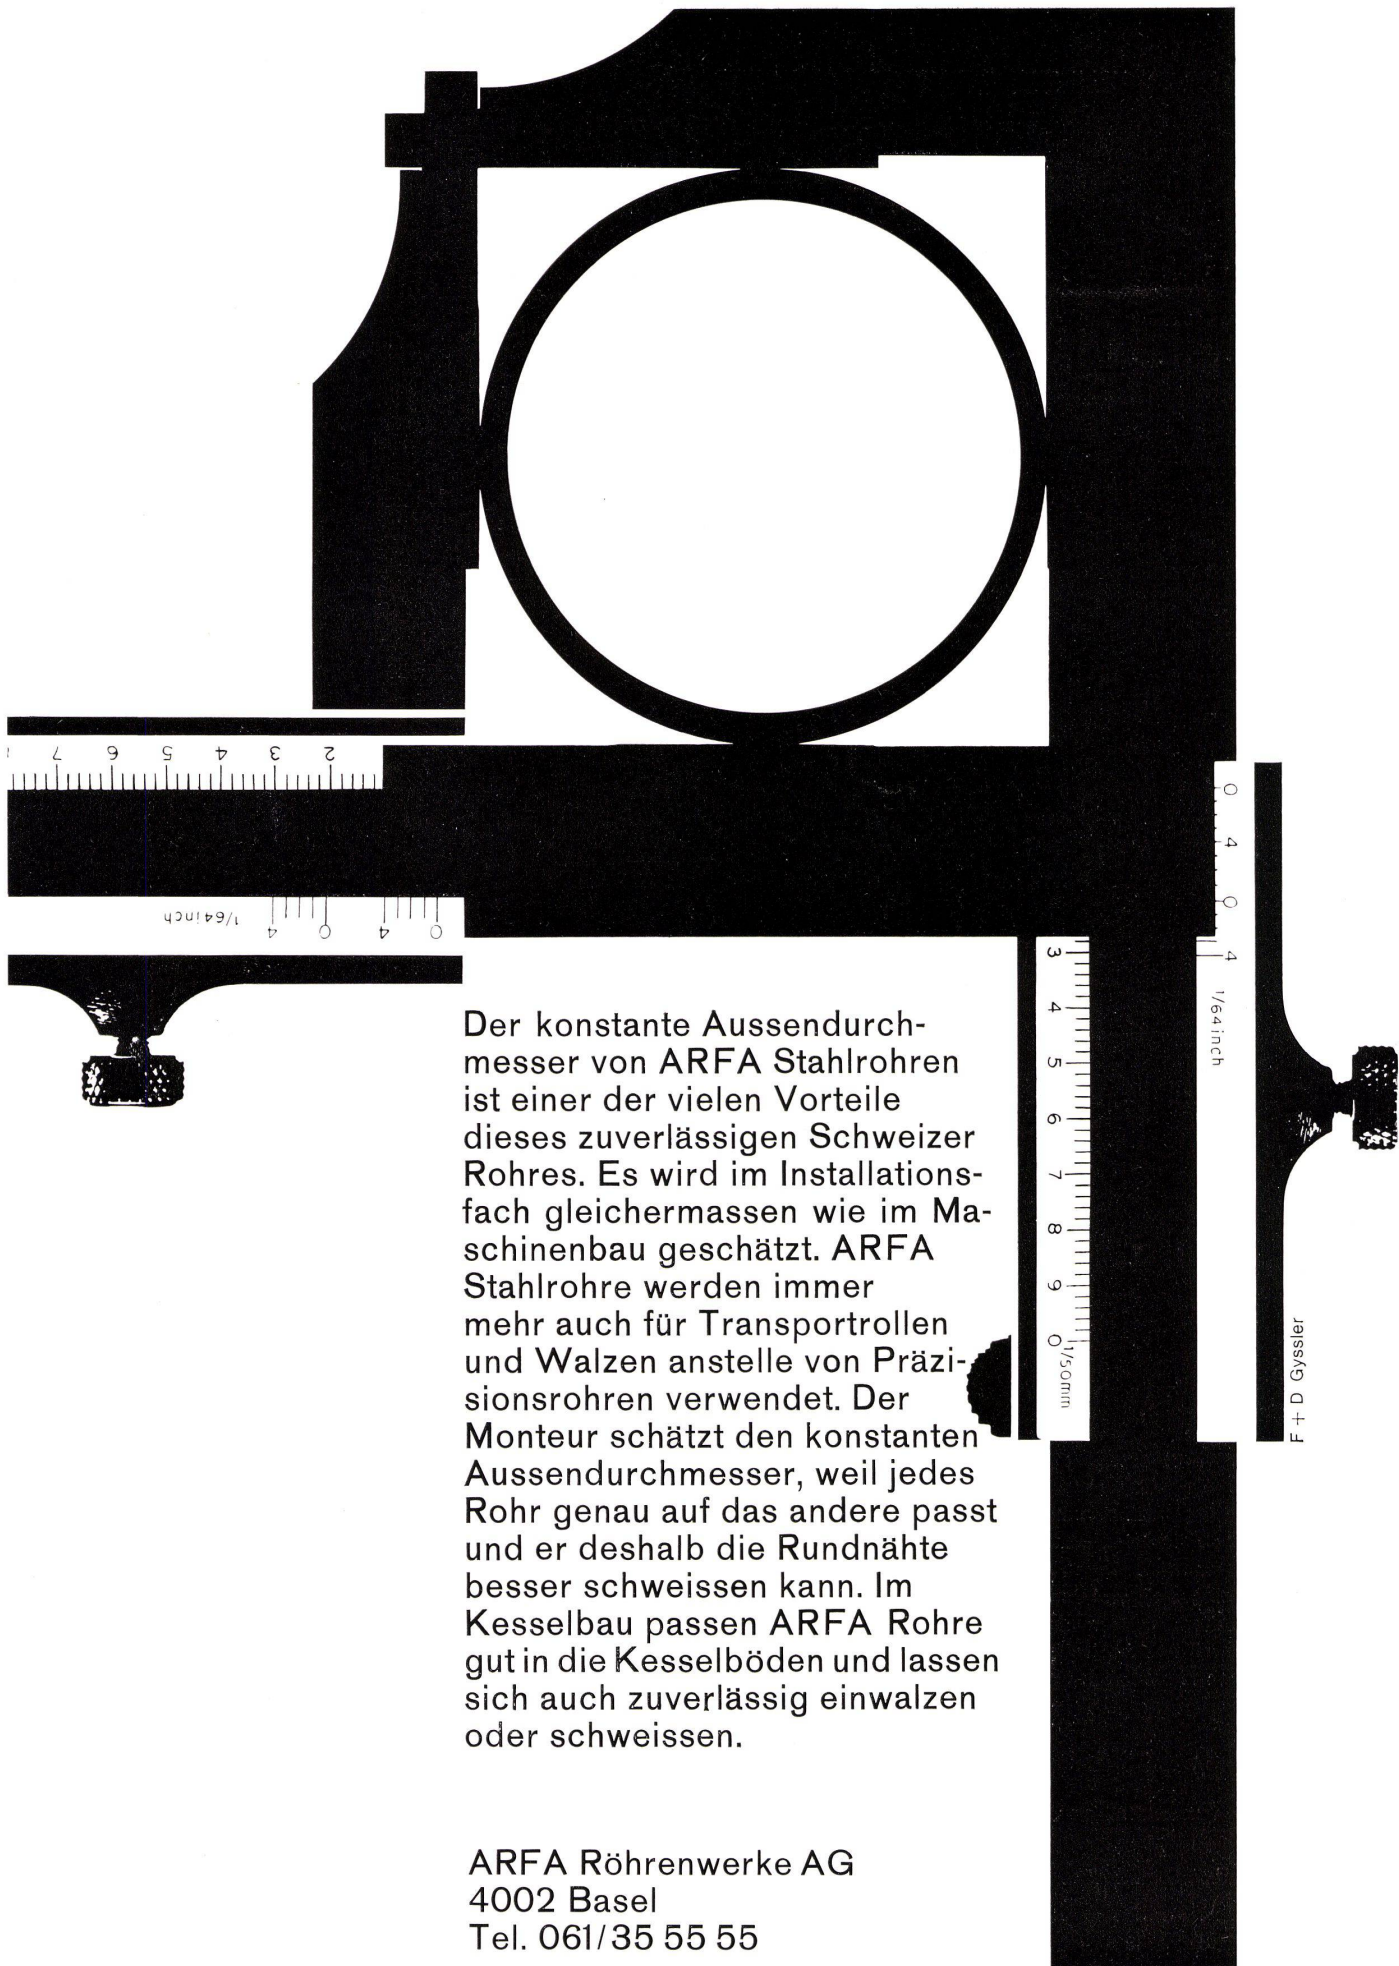 7 6 5 4 3 2
1/64 inch 4 0 4 0
0 4 0 4
1/64 inch
3 4 5 6 7 8 9 0
1/50mm
F + D Gyssler
Der konstante Aussendurch-
messer von ARFA Stahlrohren
ist einer der vielen Vorteile
dieses zuverlässigen Schweizer
Rohres. Es wird im Installations-
fach gleichermassen wie im Ma-
schinenbau geschätzt. ARFA
Stahlrohre werden immer
mehr auch für Transportrollen
und Walzen anstelle von Präzi-
sionsrohren verwendet. Der
Monteur schätzt den konstanten
Aussendurchmesser, weil jedes
Rohr genau auf das andere passt
und er deshalb die Rundnähte
besser schweissen kann. Im
Kesselbau passen ARFA Rohre
gut in die Kesselböden und lassen
sich auch zuverlässig einwalzen
oder schweissen.
ARFA Röhrenwerke AG
4002 Basel
Tel. 061/35 55 55